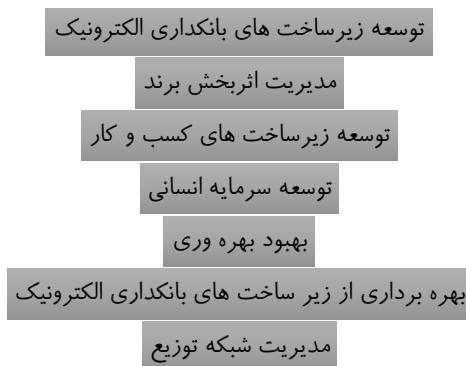 توسعه زیرساخت های بانکداری الکترونیک
مدیریت اثربخش برند
توسعه زیرساخت های کسب و کار
توسعه سرمایه انسانی
بهبود بهره وری
بهره برداری از زیر ساخت های بانکداری الکترونیک
مدیریت شبکه توزیع